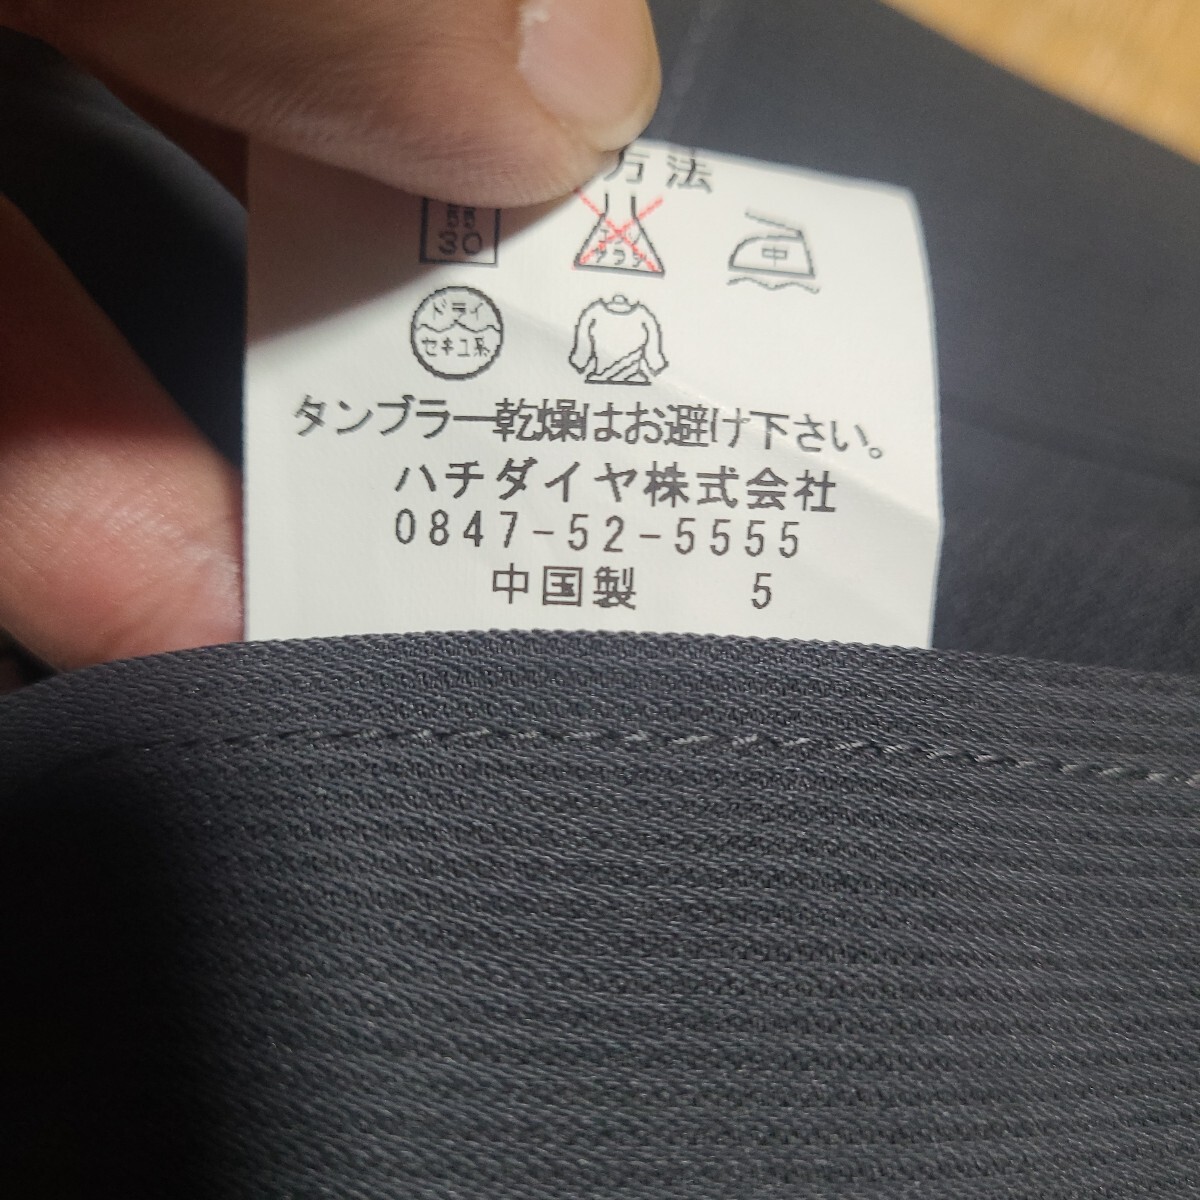 方法
中
ドライ
セキユ系
タンブラー乾燥はお避け下さい。
ハチダイヤ株式会社
0847-52-5555
中国製 5